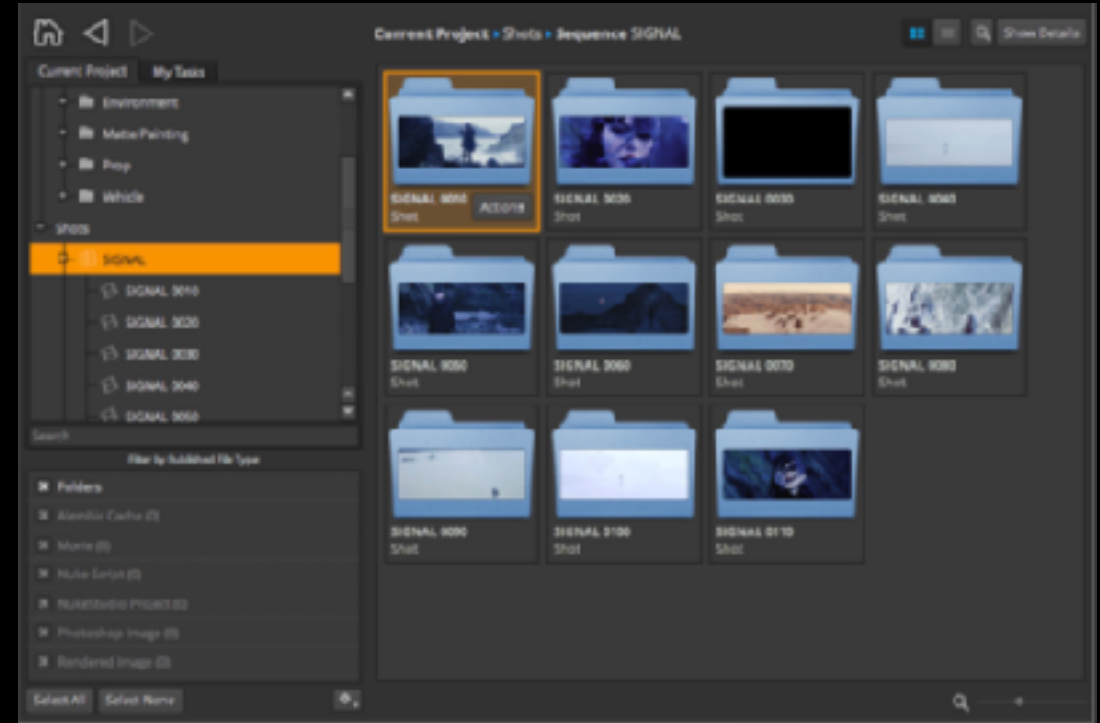 Current Project ▸ Shots ▸ Sequence SIGNAL
Show Details
Current Project My Tasks
Environment
Matte Painting
Prop
Vehicle
Shots
SIGNAL
SIGNAL 0010
SIGNAL 0020
SIGNAL 0030
SIGNAL 0040
SIGNAL 0050
Search
Filter by Published File Type
Folders
Alembic Cache (0)
Movie (0)
Nuke Script (0)
NukeStudio Project (0)
Photoshop Image (0)
Rendered Image (0)
Select All Select None
SIGNAL 0010
Shot
Actions
SIGNAL 0020
Shot
SIGNAL 0030
Shot
SIGNAL 0040
Shot
SIGNAL 0050
Shot
SIGNAL 0060
Shot
SIGNAL 0070
Shot
SIGNAL 0080
Shot
SIGNAL 0090
Shot
SIGNAL 0100
Shot
SIGNAL 0110
Shot